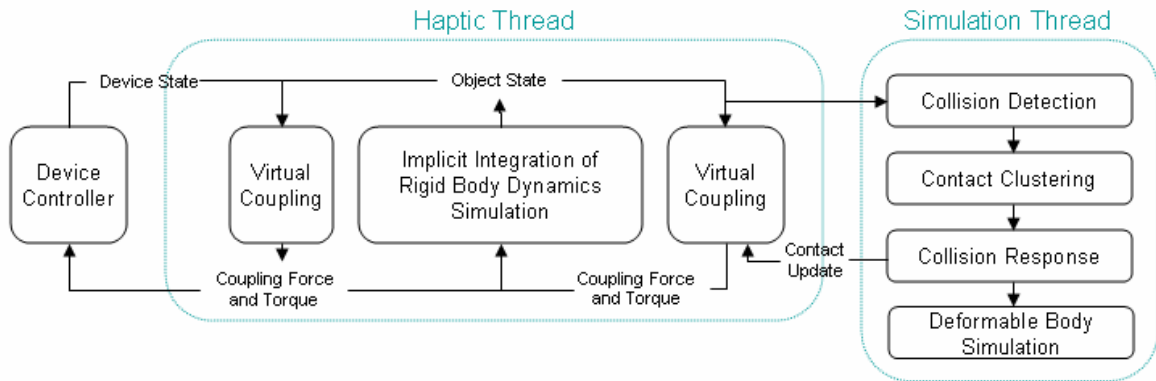 Haptic Thread
Simulation Thread
Device State
Object State
Device
Controller
Virtual
Coupling
Implicit Integration of
Rigid Body Dynamics
Simulation
Virtual
Coupling
Coupling Force
and Torque
Coupling Force
and Torque
Contact
Update
Collision Detection
Contact Clustering
Collision Response
Deformable Body
Simulation